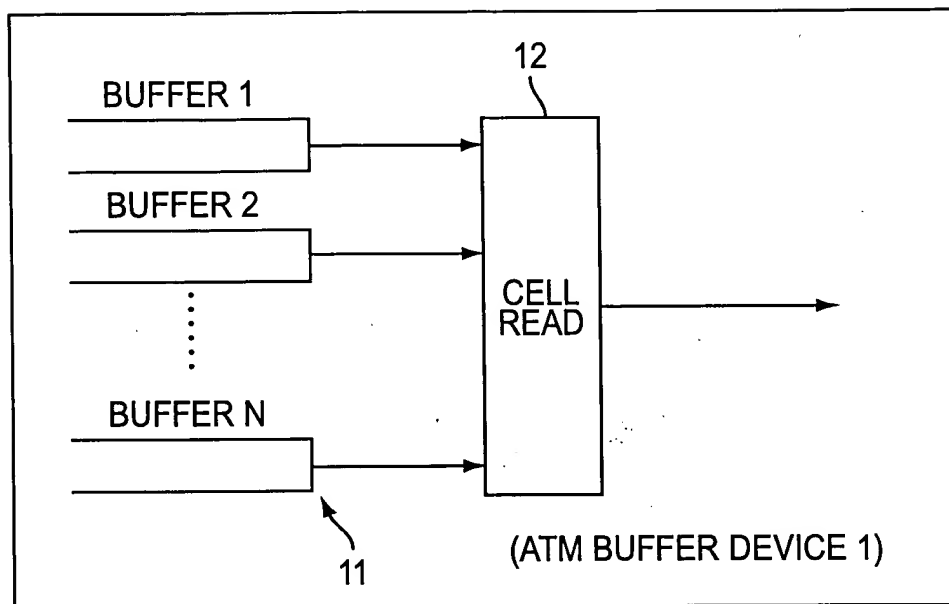 12
BUFFER 1
BUFFER 2
CELL
READ
BUFFER N
11
(ATM BUFFER DEVICE 1)